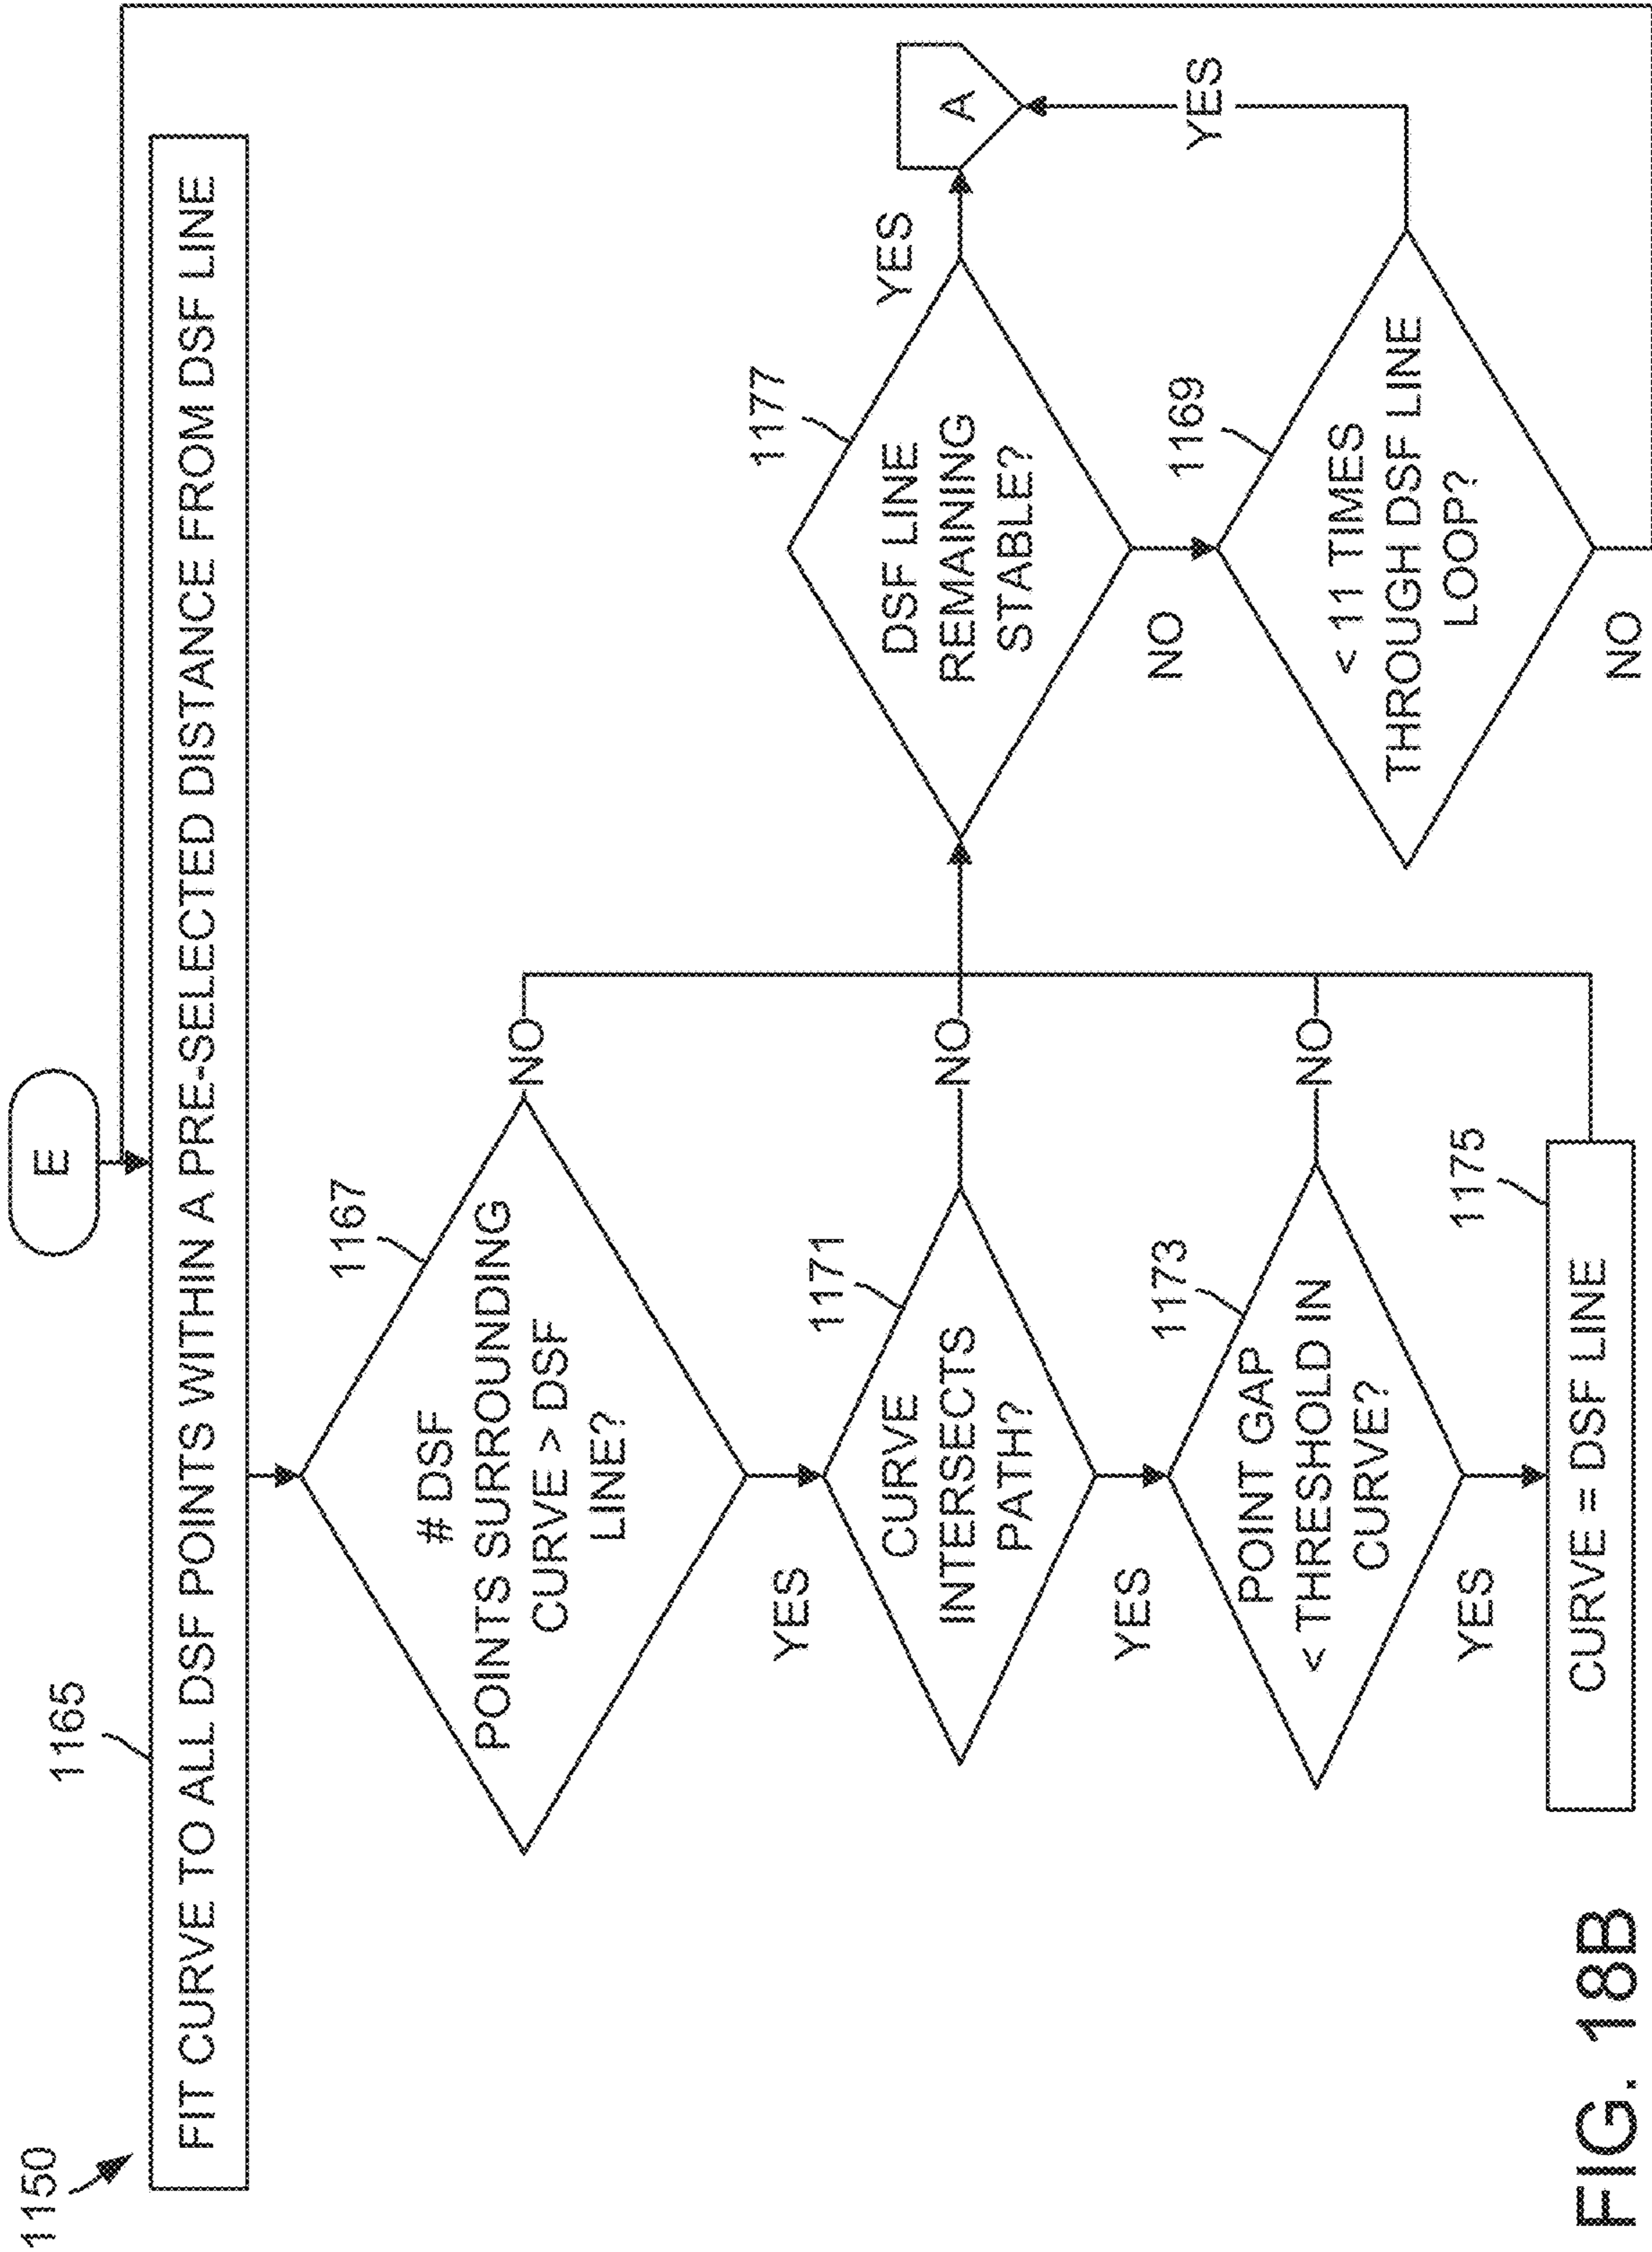 1150
1165
E
FIT CURVE TO ALL DSF POINTS WITHIN A PRE-SELECTED DISTANCE FROM DSF LINE
1167
# DSF
POINTS SURROUNDING
CURVE > DSF
LINE?
NO
YES
1171
CURVE
INTERSECTS
PATH?
NO
YES
1173
POINT GAP
< THRESHOLD IN
CURVE?
NO
YES
1175
CURVE = DSF LINE
1177
DSF LINE
REMAINING
STABLE?
YES
A
NO
1169
< 11 TIMES
THROUGH DSF LINE
LOOP?
YES
NO
FIG. 18B